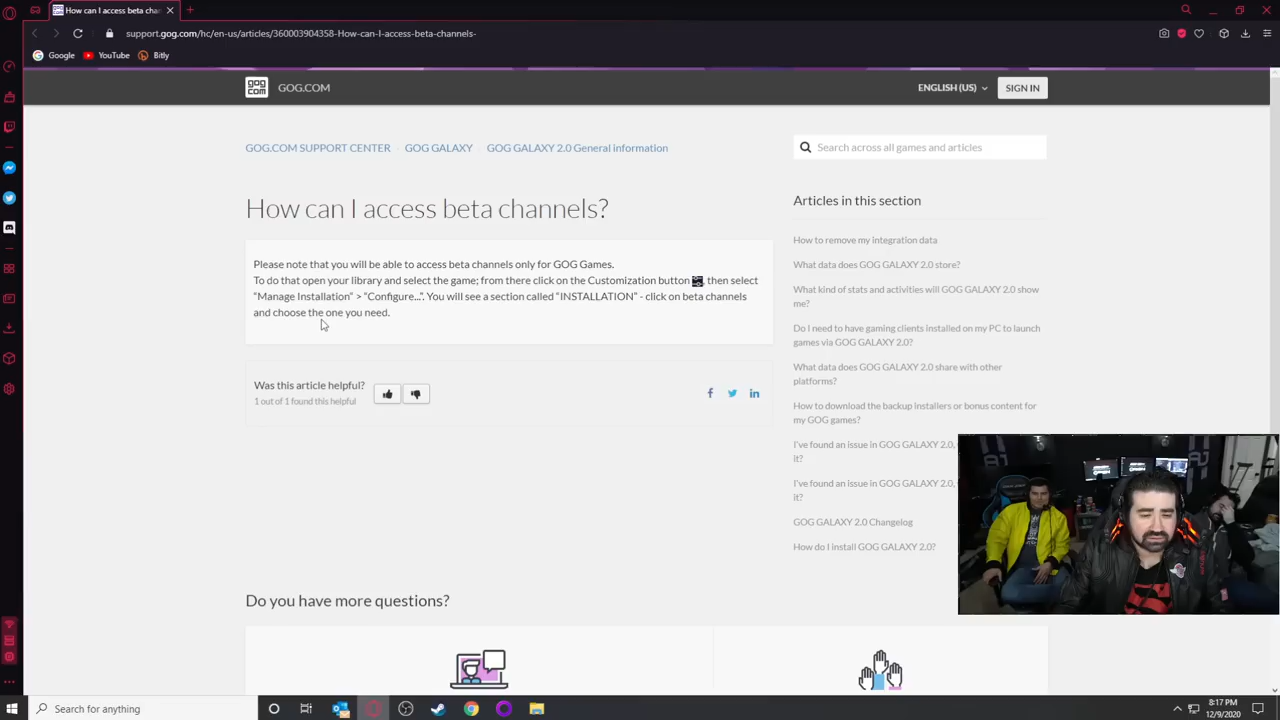 How can I access beta chan
support.gog.com/hc/en-us/articles/360003904358-How-can-I-access-beta-channels-
Google
YouTube
Bitly
gog
com
GOG.COM
ENGLISH (US)
SIGN IN
GOG.COM SUPPORT CENTER
GOG GALAXY
GOG GALAXY 2.0 General information
Search across all games and articles
How can I access beta channels?
Please note that you will be able to access beta channels only for GOG Games.
To do that open your library and select the game; from there click on the Customization button , then select
“Manage Installation” > “Configure...”. You will see a section called “INSTALLATION” - click on beta channels
and choose the one you need.
Was this article helpful?
1 out of 1 found this helpful
Articles in this section
How to remove my integration data
What data does GOG GALAXY 2.0 store?
What kind of stats and activities will GOG GALAXY 2.0 show
me?
Do I need to have gaming clients installed on my PC to launch
games via GOG GALAXY 2.0?
What data does GOG GALAXY 2.0 share with other
platforms?
How to download the backup installers or bonus content for
my GOG games?
I've found an issue in GOG GALAXY 2.0,
it?
I've found an issue in GOG GALAXY 2.0,
it?
GOG GALAXY 2.0 Changelog
How do I install GOG GALAXY 2.0?
Do you have more questions?
Search for anything
8:17 PM
12/9/2020